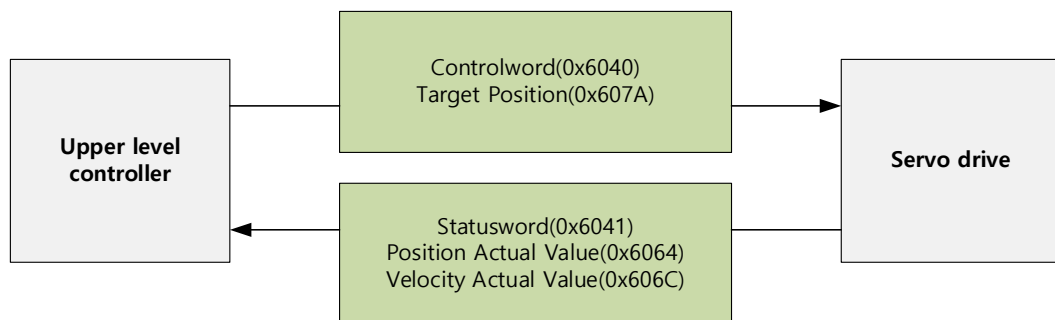 Upper level
controller
Controlword(0x6040)
Target Position(0x607A)
Statusword(0x6041)
Position Actual Value(0x6064)
Velocity Actual Value(0x606C)
Servo drive